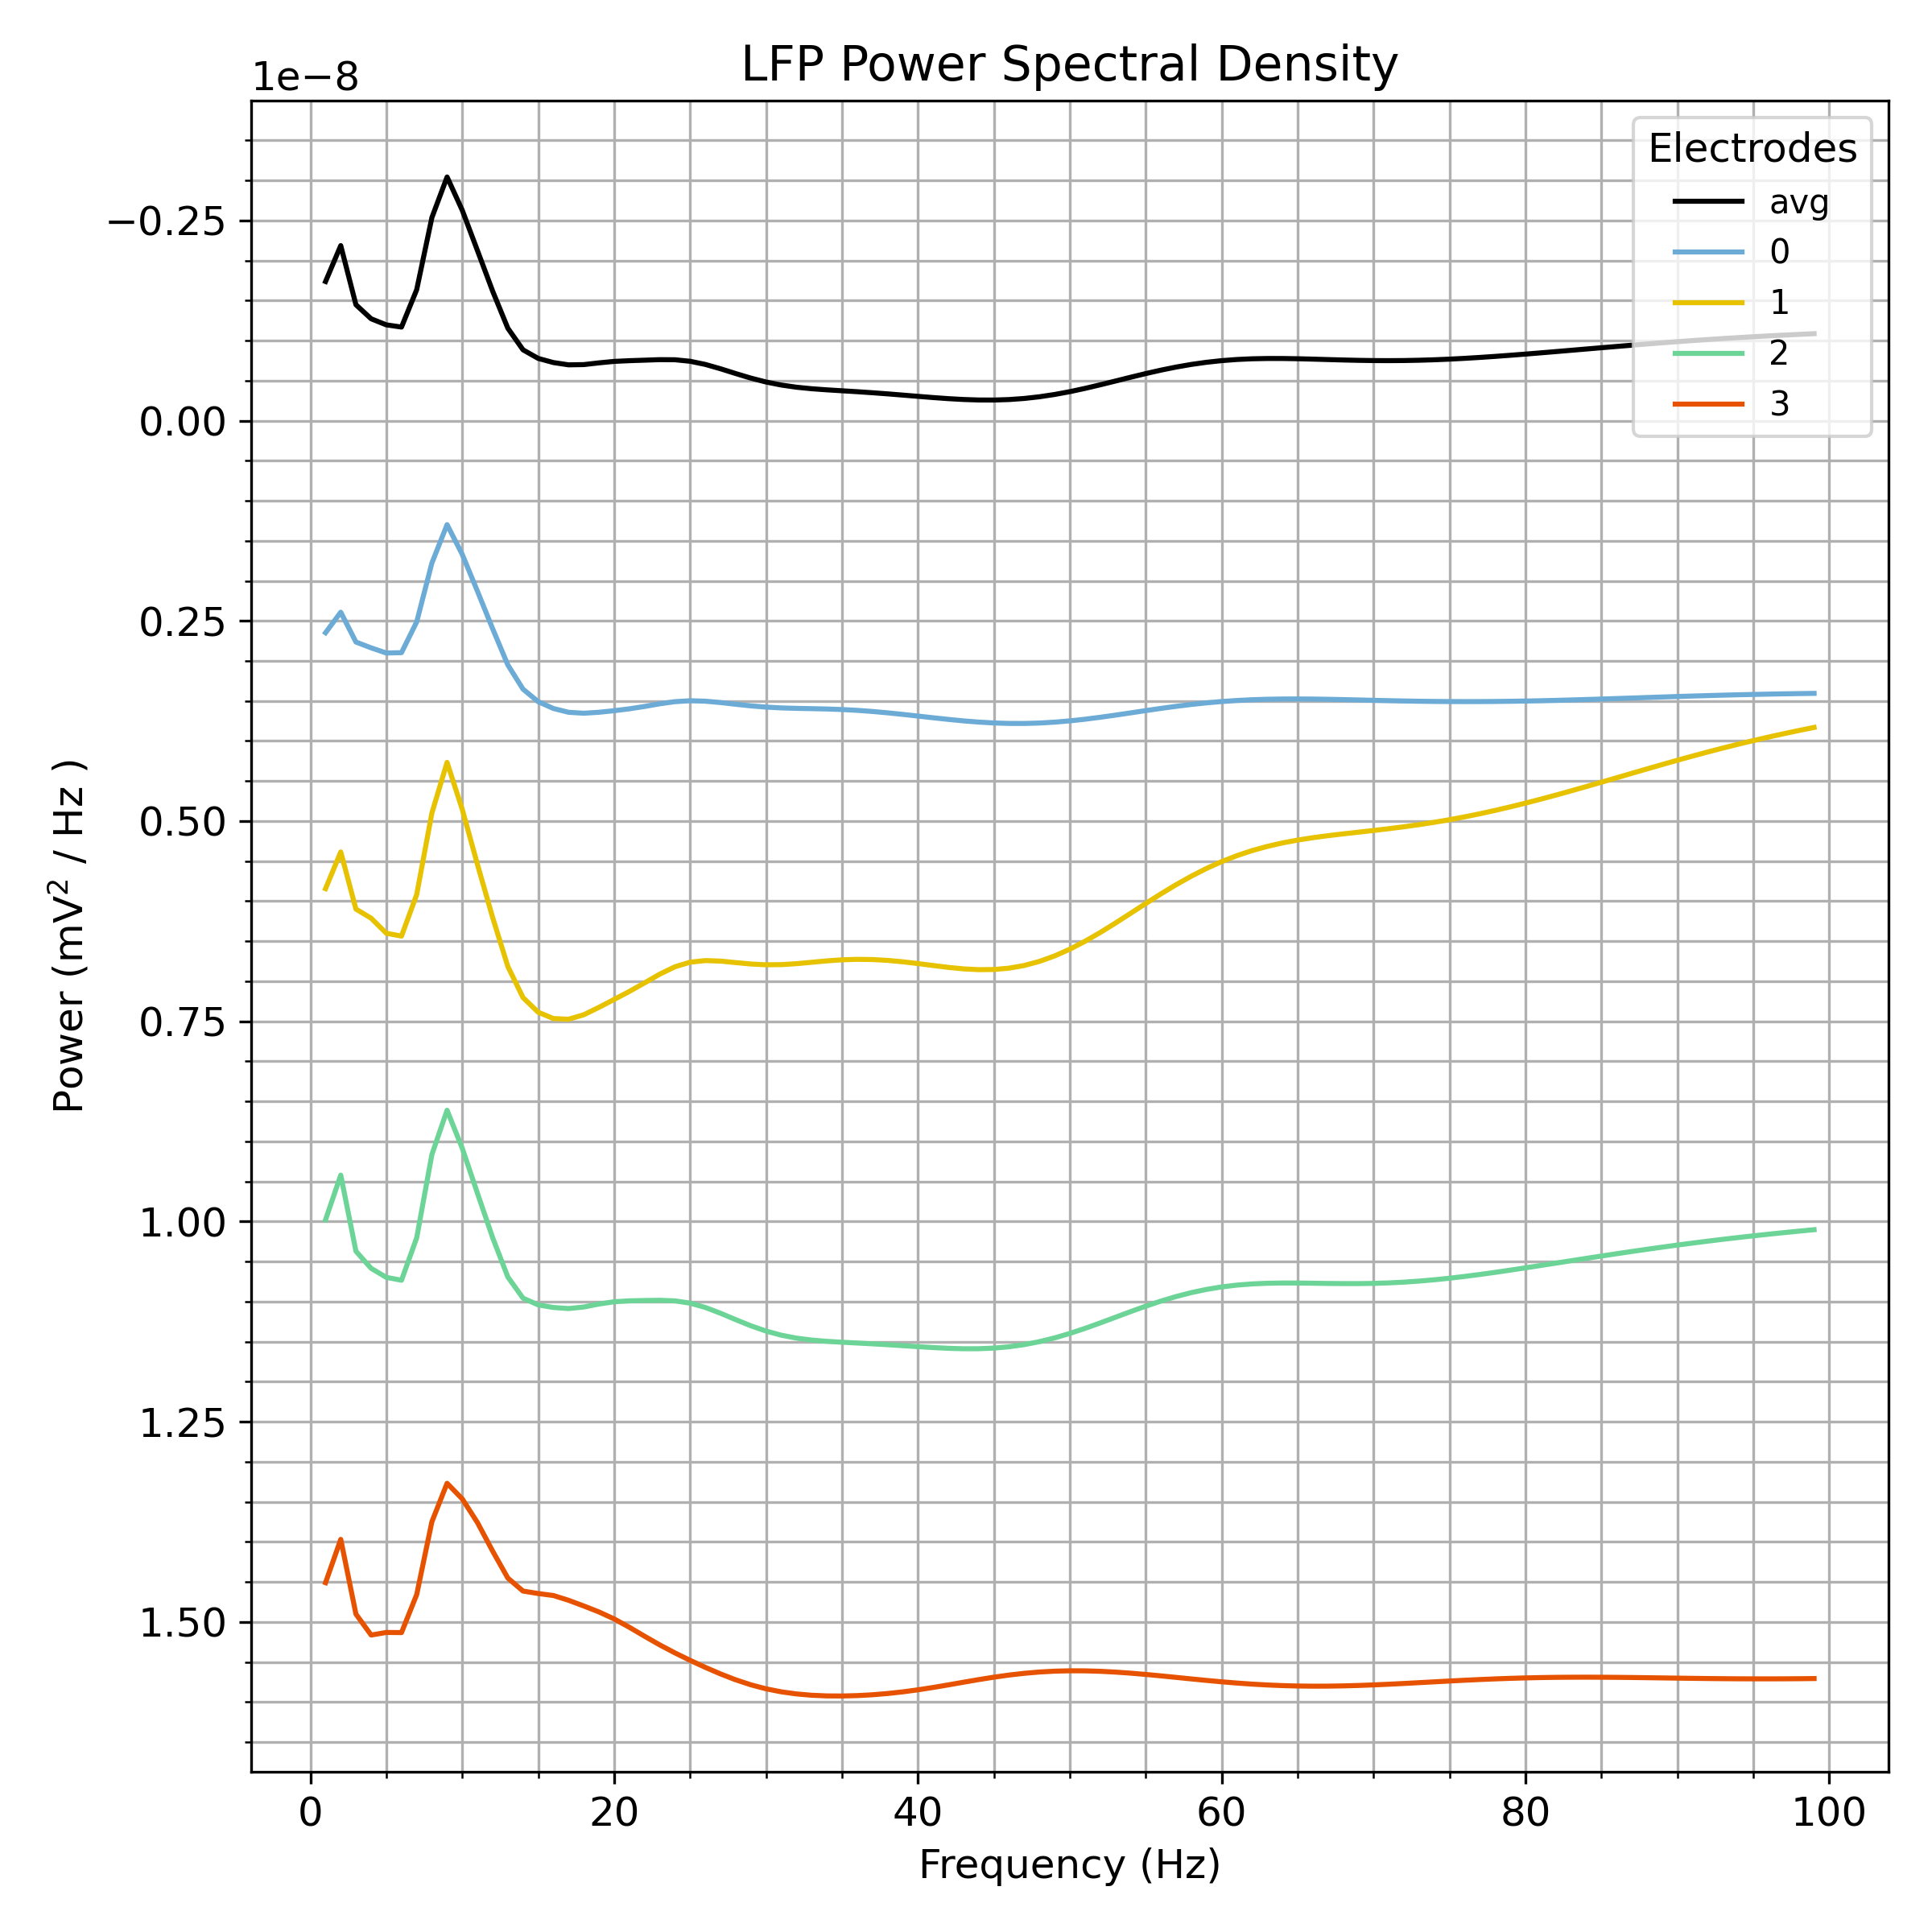 LFP Power Spectral Density
1e−8
Electrodes
avg
0
1
2
3
−0.25
0.00
0.25
0.50
0.75
1.00
1.25
1.50
Power (mV² / Hz )
0 20 40 60 80 100
Frequency (Hz)